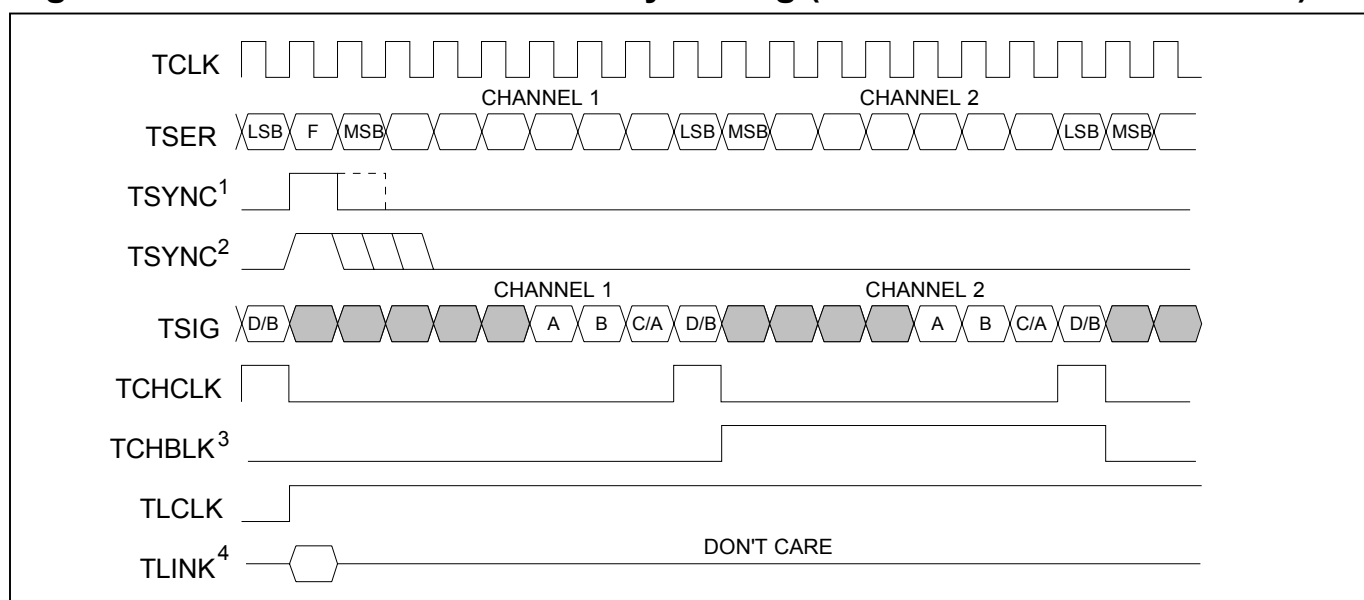 TCLK
CHANNEL 1 CHANNEL 2
TSER LSB F MSB LSB MSB LSB MSB
TSYNC1
TSYNC2
CHANNEL 1 CHANNEL 2
TSIG D/B A B C/A D/B A B C/A D/B
TCHCLK
TCHBLK3
TLCLK
DON'T CARE
TLINK4